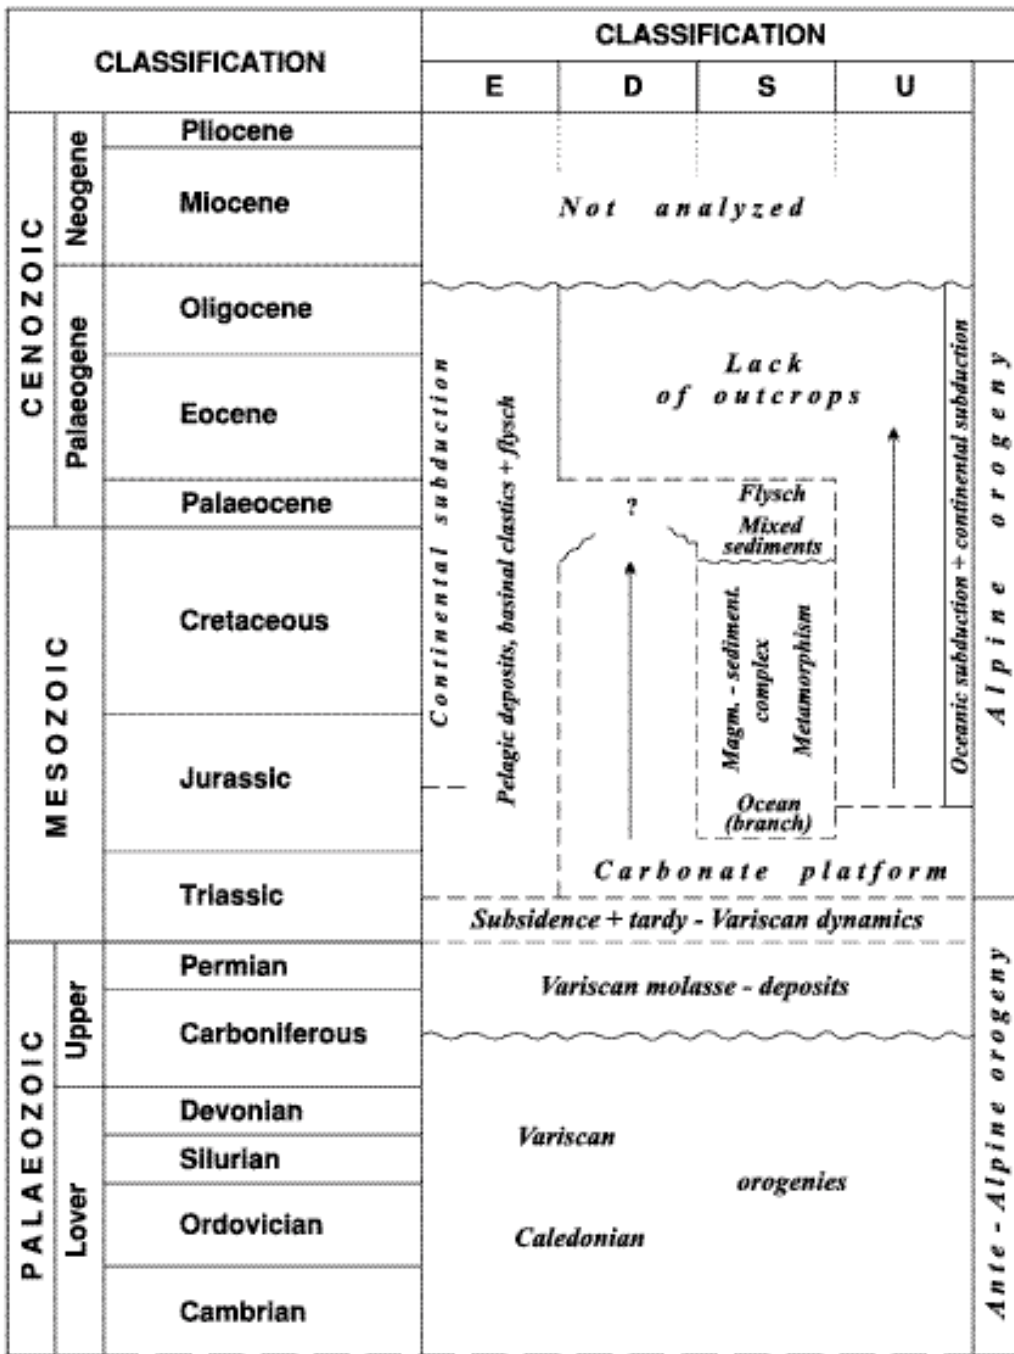 CLASSIFICATION
CLASSIFICATION
E D S U
CENOZOIC
Neogene
Pliocene
Miocene
Not analyzed
Palaeogene
Oligocene
Eocene
Palaeocene
Continental subduction
Pelagic deposits, basinal clastics + flysch
Lack
of outcrops
?
Flysch
Mixed
sediments
Oceanic subduction + continental subduction
Alpine orogeny
MESOZOIC
Cretaceous
Jurassic
Triassic
Magm. - sediment.
complex
Metamorphism
Ocean
(branch)
Carbonate platform
Subsidence + tardy - Variscan dynamics
PALAEOZOIC
Upper
Permian
Carboniferous
Variscan molasse - deposits
Lover
Devonian
Silurian
Ordovician
Cambrian
Variscan
orogenies
Caledonian
Ante - Alpine orogeny